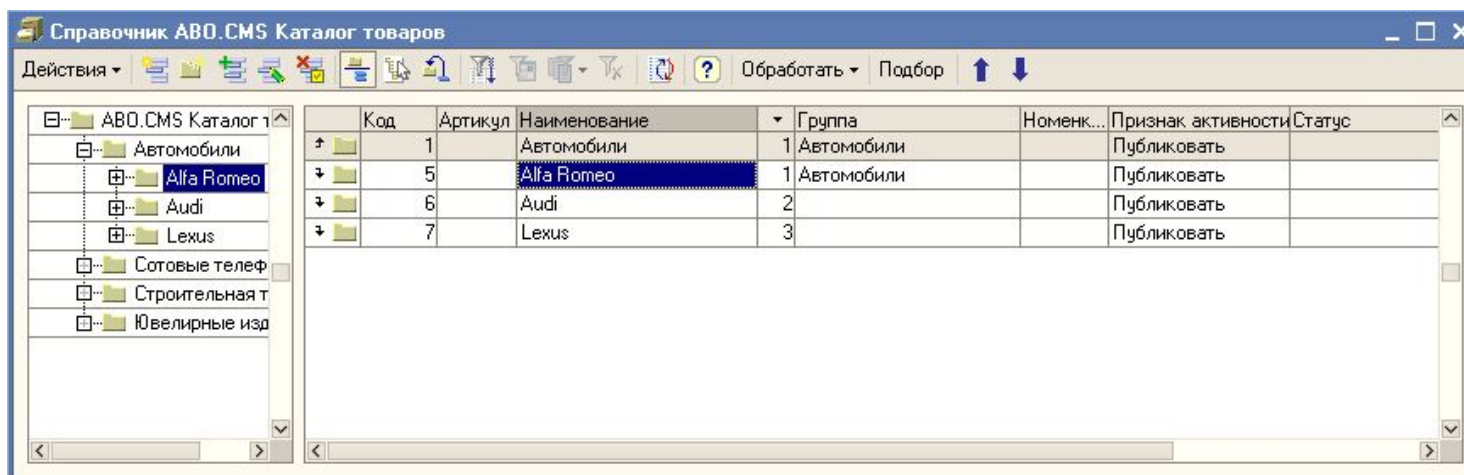 Справочник ABO.CMS Каталог товаров
Действия Обработать Подбор
ABO.CMS Каталог т
Автомобили
Alfa Romeo
Audi
Lexus
Сотовые телеф
Строительная т
Ювелирные изд
Код Артикул Наименование Группа Номенк... Признак активности Статус
1 Автомобили 1 Автомобили Публиковать
5 Alfa Romeo 1 Автомобили Публиковать
6 Audi 2 Публиковать
7 Lexus 3 Публиковать